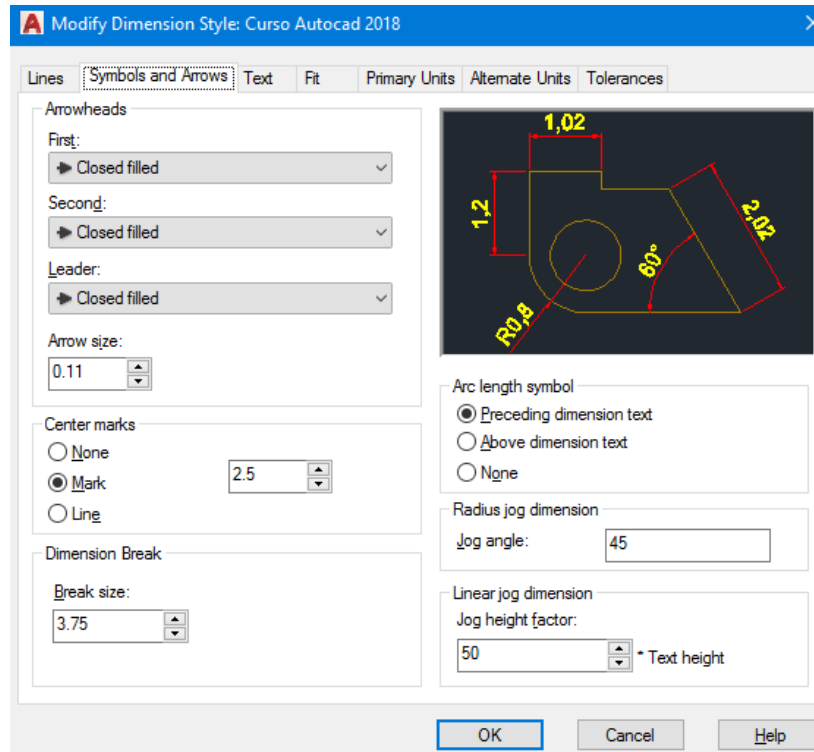 Modify Dimension Style: Curso Autocad 2018
Lines Symbols and Arrows Text Fit Primary Units Alternate Units Tolerances
Arrowheads
First:
Closed filled
Second:
Closed filled
Leader:
Closed filled
Arrow size:
0.11
Center marks
None
Mark
Line
2.5
Dimension Break
Break size:
3.75
1,02
1,2
2,02
60°
R0,8
Arc length symbol
Preceding dimension text
Above dimension text
None
Radius jog dimension
Jog angle: 45
Linear jog dimension
Jog height factor:
50 * Text height
OK Cancel Help